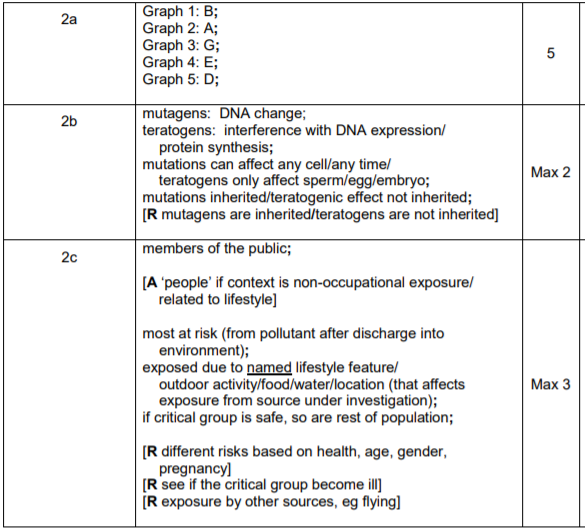 2a
Graph 1: B;
Graph 2: A;
Graph 3: G;
Graph 4: E;
Graph 5: D;
5
2b
mutagens: DNA change;
teratogens: interference with DNA expression/
protein synthesis;
mutations can affect any cell/any time/
teratogens only affect sperm/egg/embryo;
mutations inherited/teratogenic effect not inherited;
[R mutagens are inherited/teratogens are not inherited]
Max 2
2c
members of the public;
[A ‘people’ if context is non-occupational exposure/
related to lifestyle]
most at risk (from pollutant after discharge into
environment);
exposed due to named lifestyle feature/
outdoor activity/food/water/location (that affects
exposure from source under investigation);
if critical group is safe, so are rest of population;
[R different risks based on health, age, gender,
pregnancy]
[R see if the critical group become ill]
[R exposure by other sources, eg flying]
Max 3